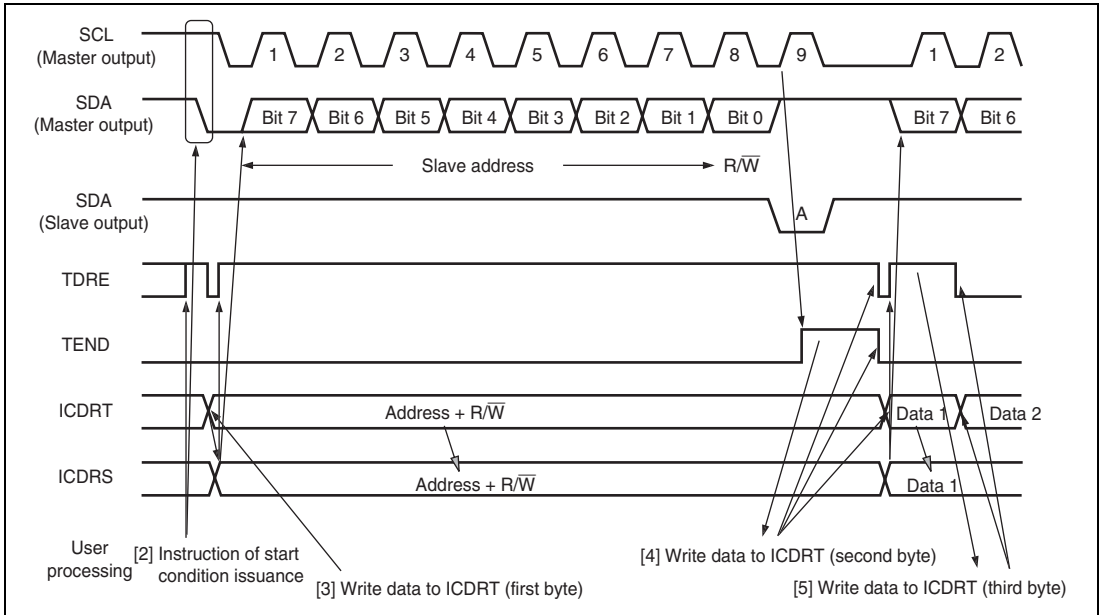 SCL
(Master output)
1 2 3 4 5 6 7 8 9 1 2
SDA
(Master output)
Bit 7 Bit 6 Bit 5 Bit 4 Bit 3 Bit 2 Bit 1 Bit 0 Bit 7 Bit 6
Slave address R/W̅
SDA
(Slave output)
A
TDRE
TEND
ICDRT
Address + R/W̅ Data 1 Data 2
ICDRS
Address + R/W̅ Data 1
User
processing
[2] Instruction of start
condition issuance
[3] Write data to ICDRT (first byte)
[4] Write data to ICDRT (second byte)
[5] Write data to ICDRT (third byte)